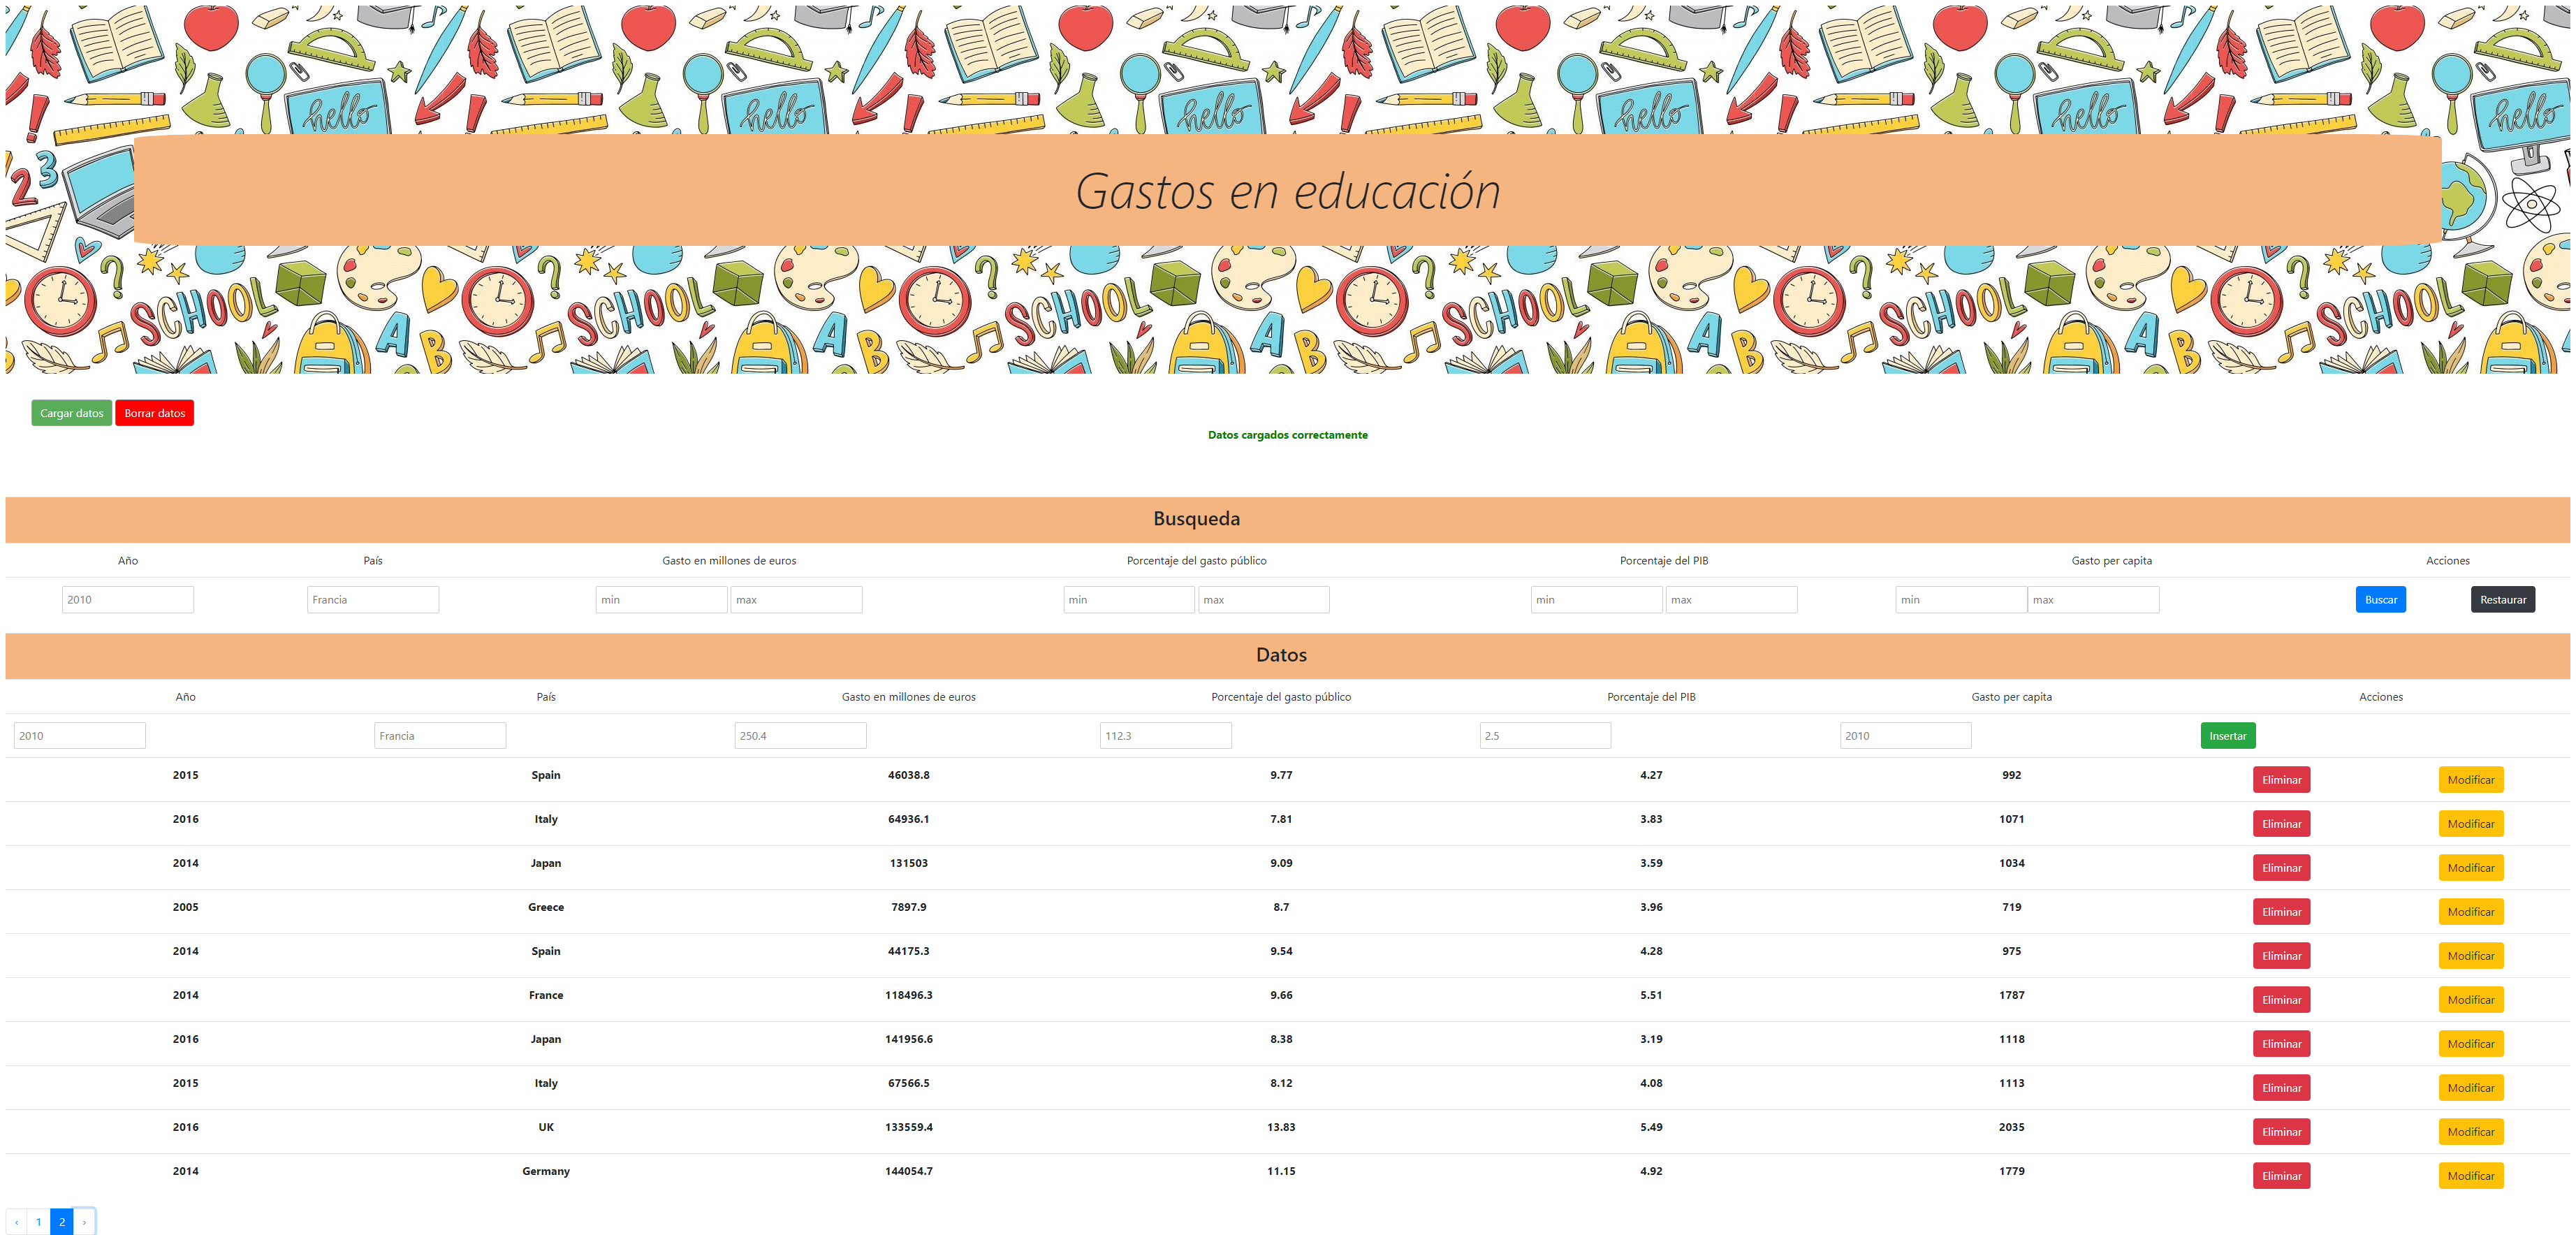 hello hello hello hello hello hello
2 3
Gastos en educación
? ? ? ? ? ?
SCHOOL SCHOOL SCHOOL SCHOOL SCHOOL SCHOOL
A B A B A B A B A B A
Cargar datos Borrar datos
Datos cargados correctamente
Busqueda
Año País Gasto en millones de euros Porcentaje del gasto público Porcentaje del PIB Gasto per capita Acciones
2010 Francia min max min max min max min max Buscar Restaurar
Datos
Año País Gasto en millones de euros Porcentaje del gasto público Porcentaje del PIB Gasto per capita Acciones
2010 Francia 250.4 112.3 2.5 2010 Insertar
2015 Spain 46038.8 9.77 4.27 992 Eliminar Modificar
2016 Italy 64936.1 7.81 3.83 1071 Eliminar Modificar
2014 Japan 131503 9.09 3.59 1034 Eliminar Modificar
2005 Greece 7897.9 8.7 3.96 719 Eliminar Modificar
2014 Spain 44175.3 9.54 4.28 975 Eliminar Modificar
2014 France 118496.3 9.66 5.51 1787 Eliminar Modificar
2016 Japan 141956.6 8.38 3.19 1118 Eliminar Modificar
2015 Italy 67566.5 8.12 4.08 1113 Eliminar Modificar
2016 UK 133559.4 13.83 5.49 2035 Eliminar Modificar
2014 Germany 144054.7 11.15 4.92 1779 Eliminar Modificar
‹ 1 2 ›